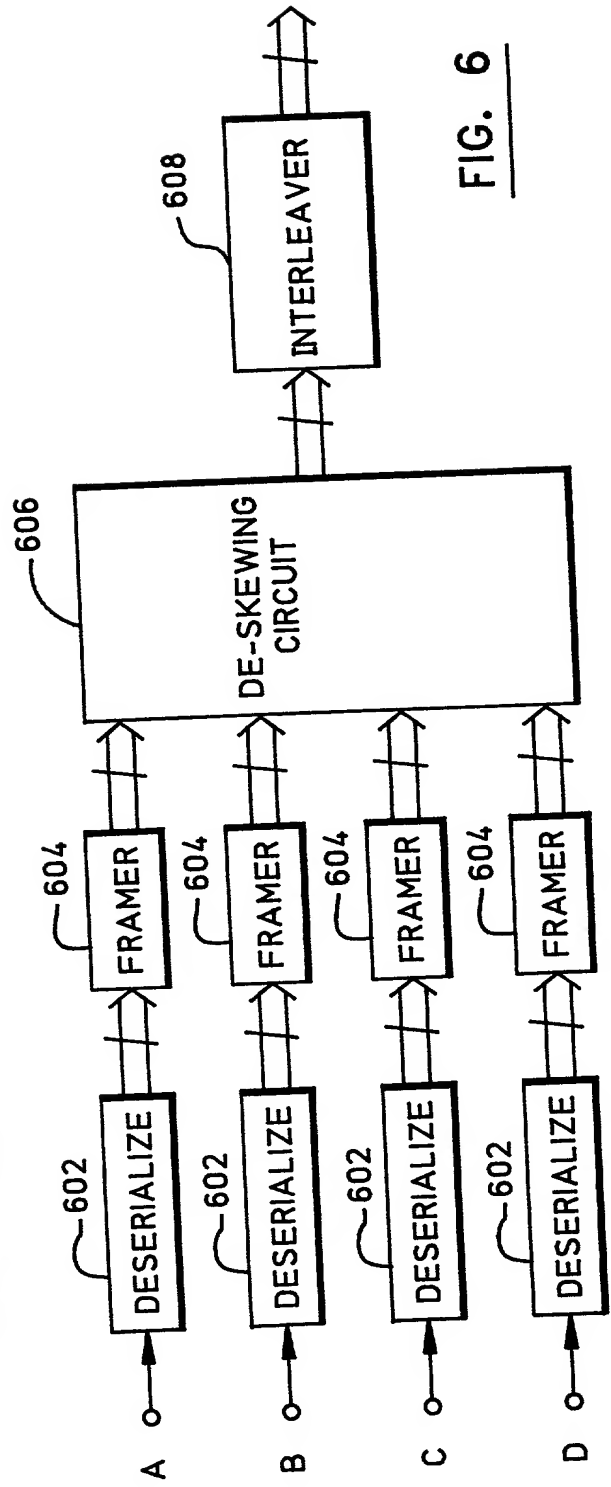 A
602
DESERIALIZE
604
FRAMER
B
602
DESERIALIZE
604
FRAMER
C
602
DESERIALIZE
604
FRAMER
D
602
DESERIALIZE
604
FRAMER
606
DE-SKEWING
CIRCUIT
608
INTERLEAVER
FIG. 6